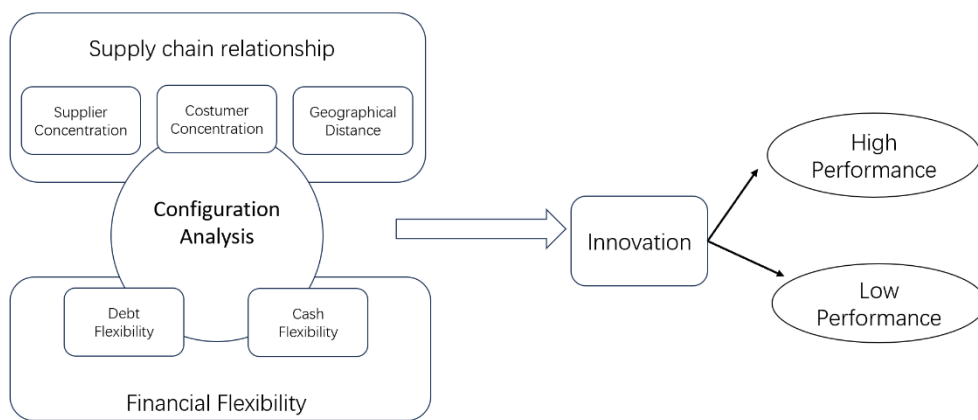 Supply chain relationship
Supplier
Concentration
Costumer
Concentration
Geographical
Distance
Configuration
Analysis
Debt
Flexibility
Cash
Flexibility
Financial Flexibility
Innovation
High
Performance
Low
Performance